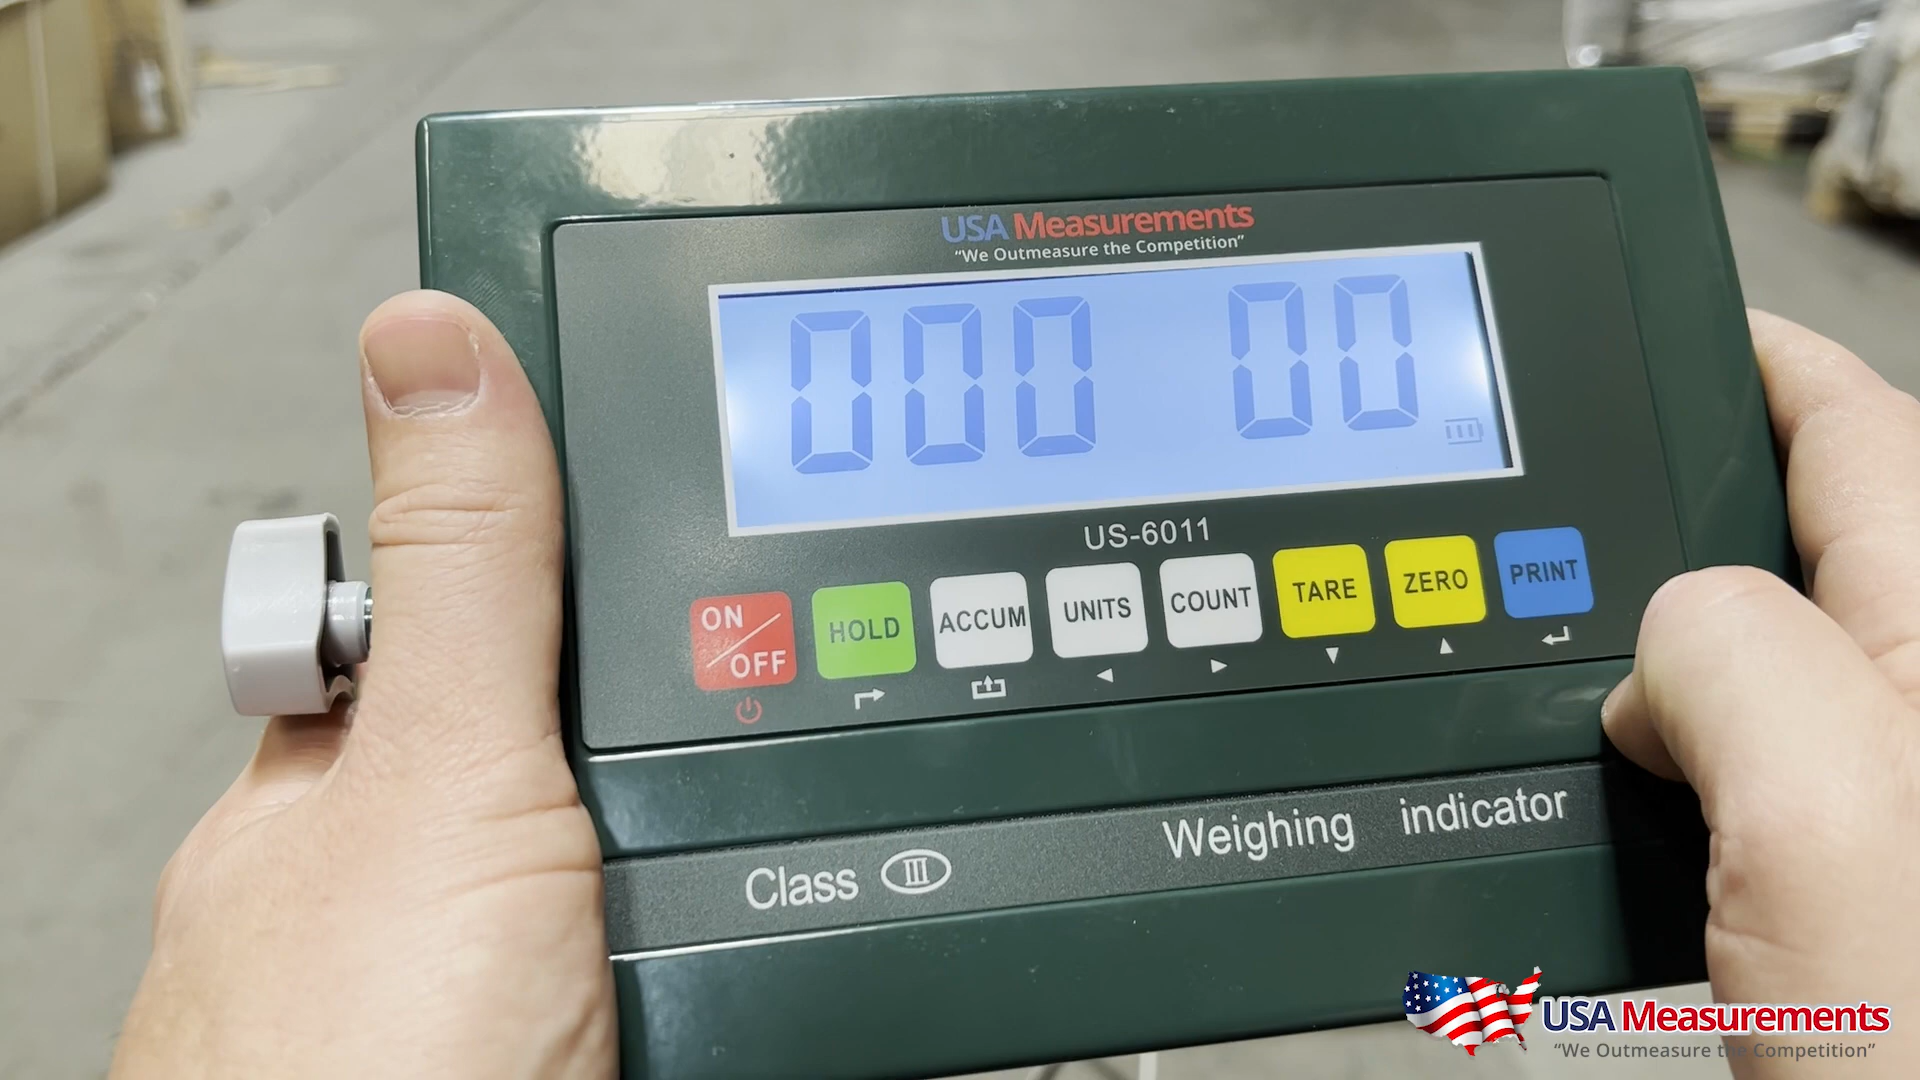 USA Measurements
“We Outmeasure the Competition”
000 00
US-6011
ON/OFF HOLD ACCUM UNITS COUNT TARE ZERO PRINT
Class III Weighing indicator
USA Measurements
“We Outmeasure the Competition”